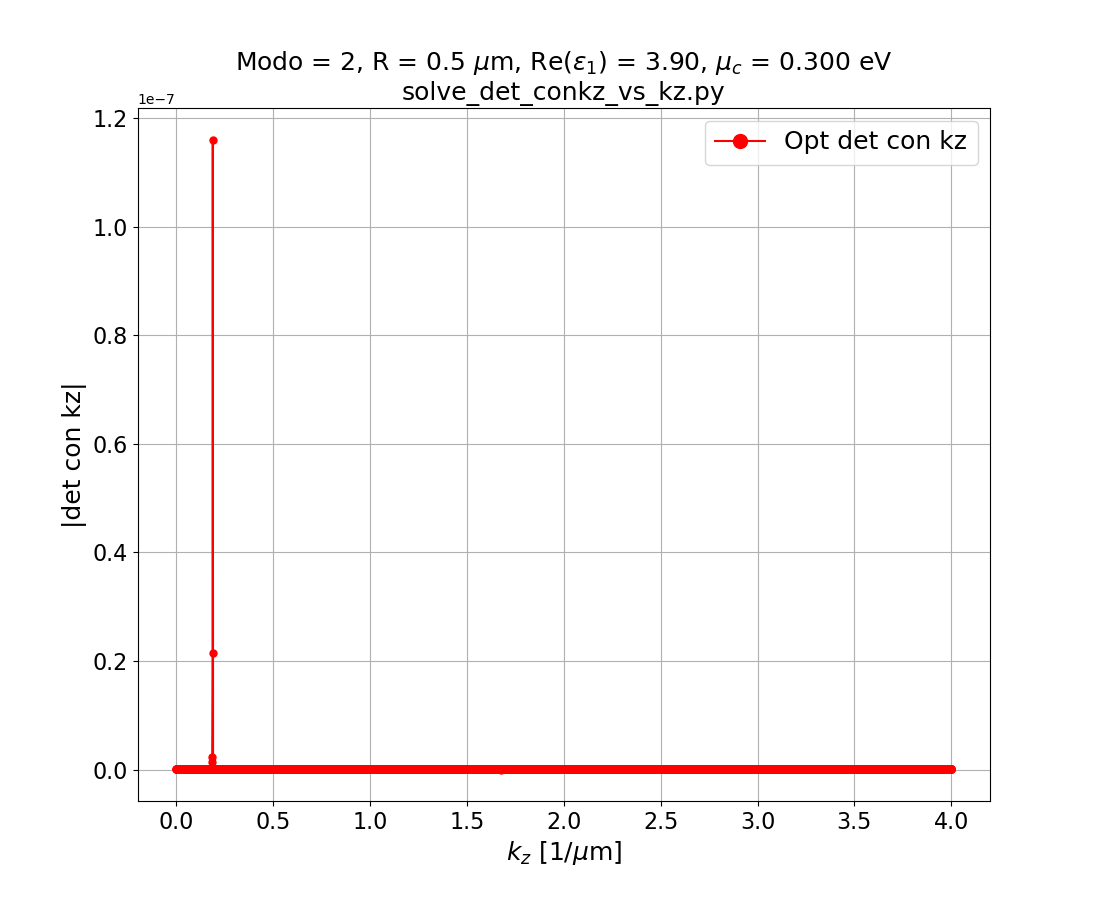 Modo = 2, R = 0.5 μm, Re(ε₁) = 3.90, μ_c = 0.300 eV
solve_det_conkz_vs_kz.py
1e−7
Opt det con kz
1.2
1.0
0.8
0.6
0.4
0.2
0.0
|det con kz|
0.0 0.5 1.0 1.5 2.0 2.5 3.0 3.5 4.0
k_z [1/μm]